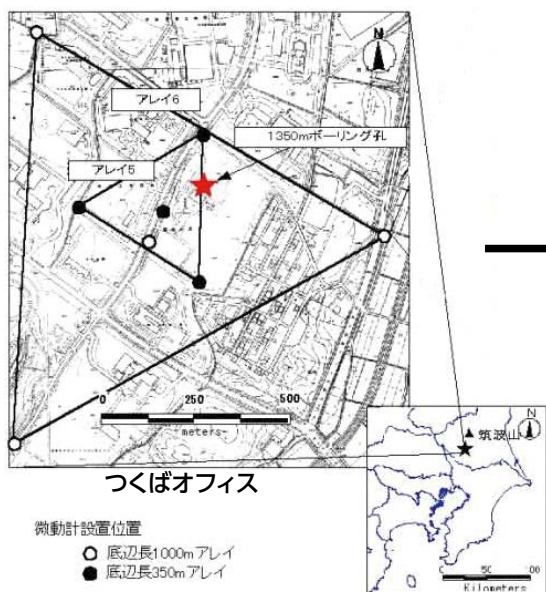 アレイ6
1350mボーリング孔
アレイ5
0 250 500
-meters-
つくばオフィス
筑波山
0 50 100
Kilometers
微動計設置位置
底辺長1000mアレイ
底辺長350mアレイ